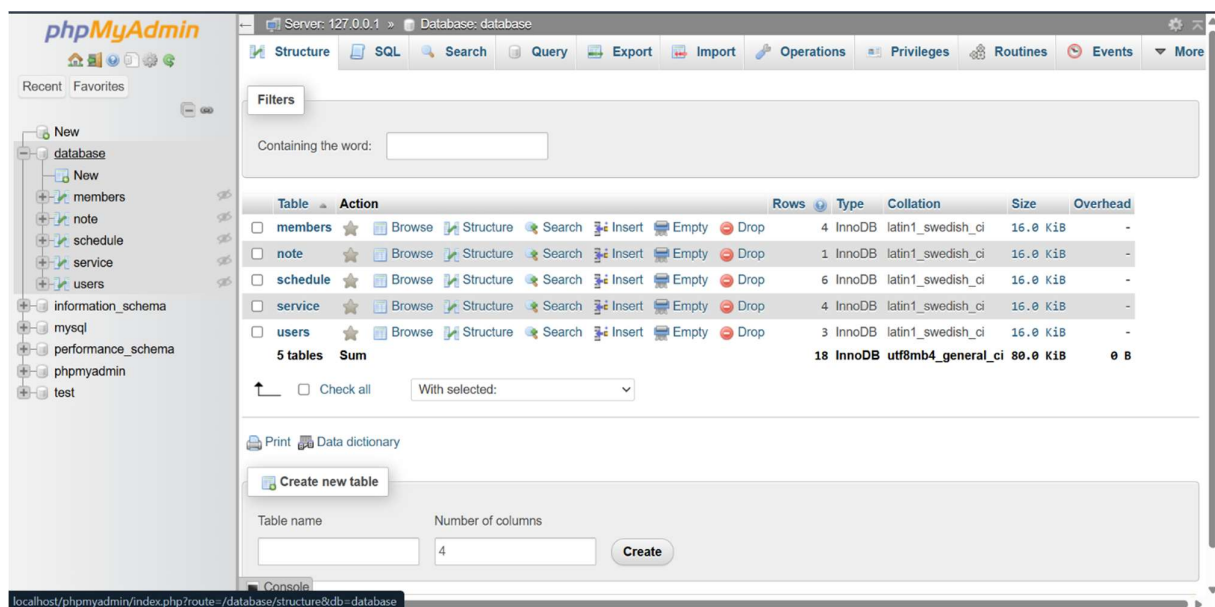 phpMyAdmin
Recent Favorites
New
database
New
members
note
schedule
service
users
information_schema
mysql
performance_schema
phpmyadmin
test
Server: 127.0.0.1 » Database: database
Structure SQL Search Query Export Import Operations Privileges Routines Events More
Filters
Containing the word:
Table Action Rows Type Collation Size Overhead
members Browse Structure Search Insert Empty Drop 4 InnoDB latin1_swedish_ci 16.0 KiB -
note Browse Structure Search Insert Empty Drop 1 InnoDB latin1_swedish_ci 16.0 KiB -
schedule Browse Structure Search Insert Empty Drop 6 InnoDB latin1_swedish_ci 16.0 KiB -
service Browse Structure Search Insert Empty Drop 4 InnoDB latin1_swedish_ci 16.0 KiB -
users Browse Structure Search Insert Empty Drop 3 InnoDB latin1_swedish_ci 16.0 KiB -
5 tables Sum 18 InnoDB utf8mb4_general_ci 80.0 KiB 0 B
Check all With selected:
Print Data dictionary
Create new table
Table name Number of columns
4 Create
Console
localhost/phpmyadmin/index.php?route=/database/structure&db=database